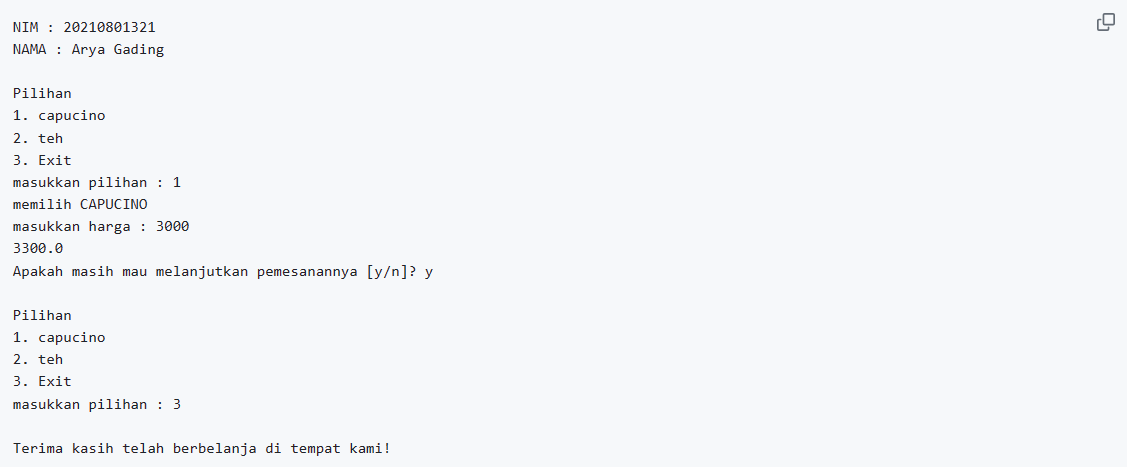 NIM : 20210801321
NAMA : Arya Gading
Pilihan
1. capucino
2. teh
3. Exit
masukkan pilihan : 1
memilih CAPUCINO
masukkan harga : 3000
3300.0
Apakah masih mau melanjutkan pemesanannya [y/n]? y
Pilihan
1. capucino
2. teh
3. Exit
masukkan pilihan : 3
Terima kasih telah berbelanja di tempat kami!